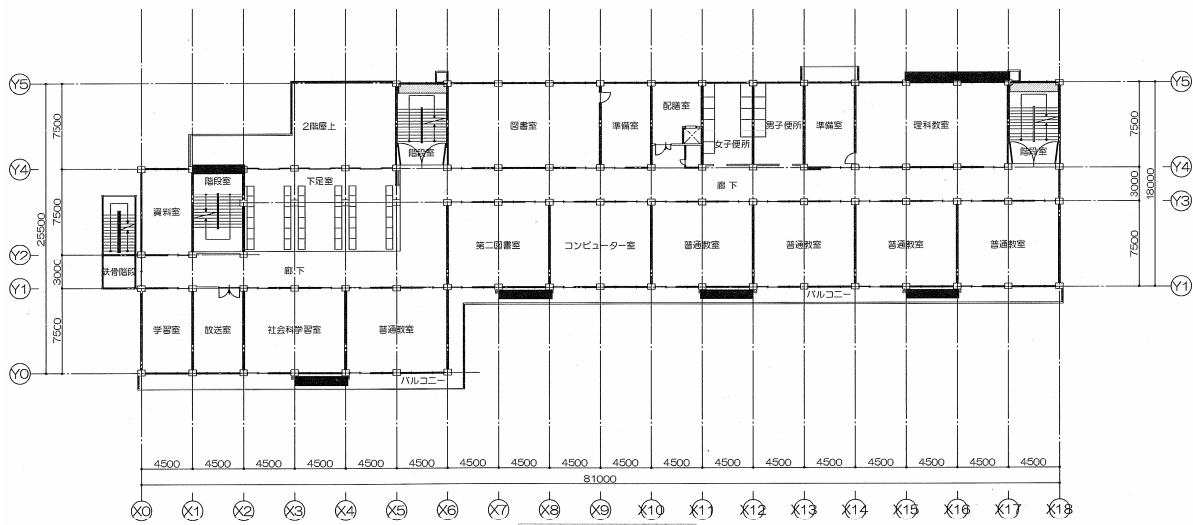 Y5
Y5
7500
2階屋上
階段室
図書室
準備室
配膳室
女子便所
男子便所
準備室
理科教室
階段室
7500
Y4
Y4
階段室
下足室
廊下
3000
18000
Y3
資料室
7500
25500
第二図書室
コンピューター室
普通教室
普通教室
普通教室
普通教室
7500
Y2
鉄骨階段
3000
廊下
Y1
Y1
バルコニー
7500
学習室
放送室
社会科学習室
普通教室
Y0
バルコニー
4500 4500 4500 4500 4500 4500 4500 4500 4500 4500 4500 4500 4500 4500 4500 4500 4500 4500
81000
X0 X1 X2 X3 X4 X5 X6 X7 X8 X9 X10 X11 X12 X13 X14 X15 X16 X17 X18